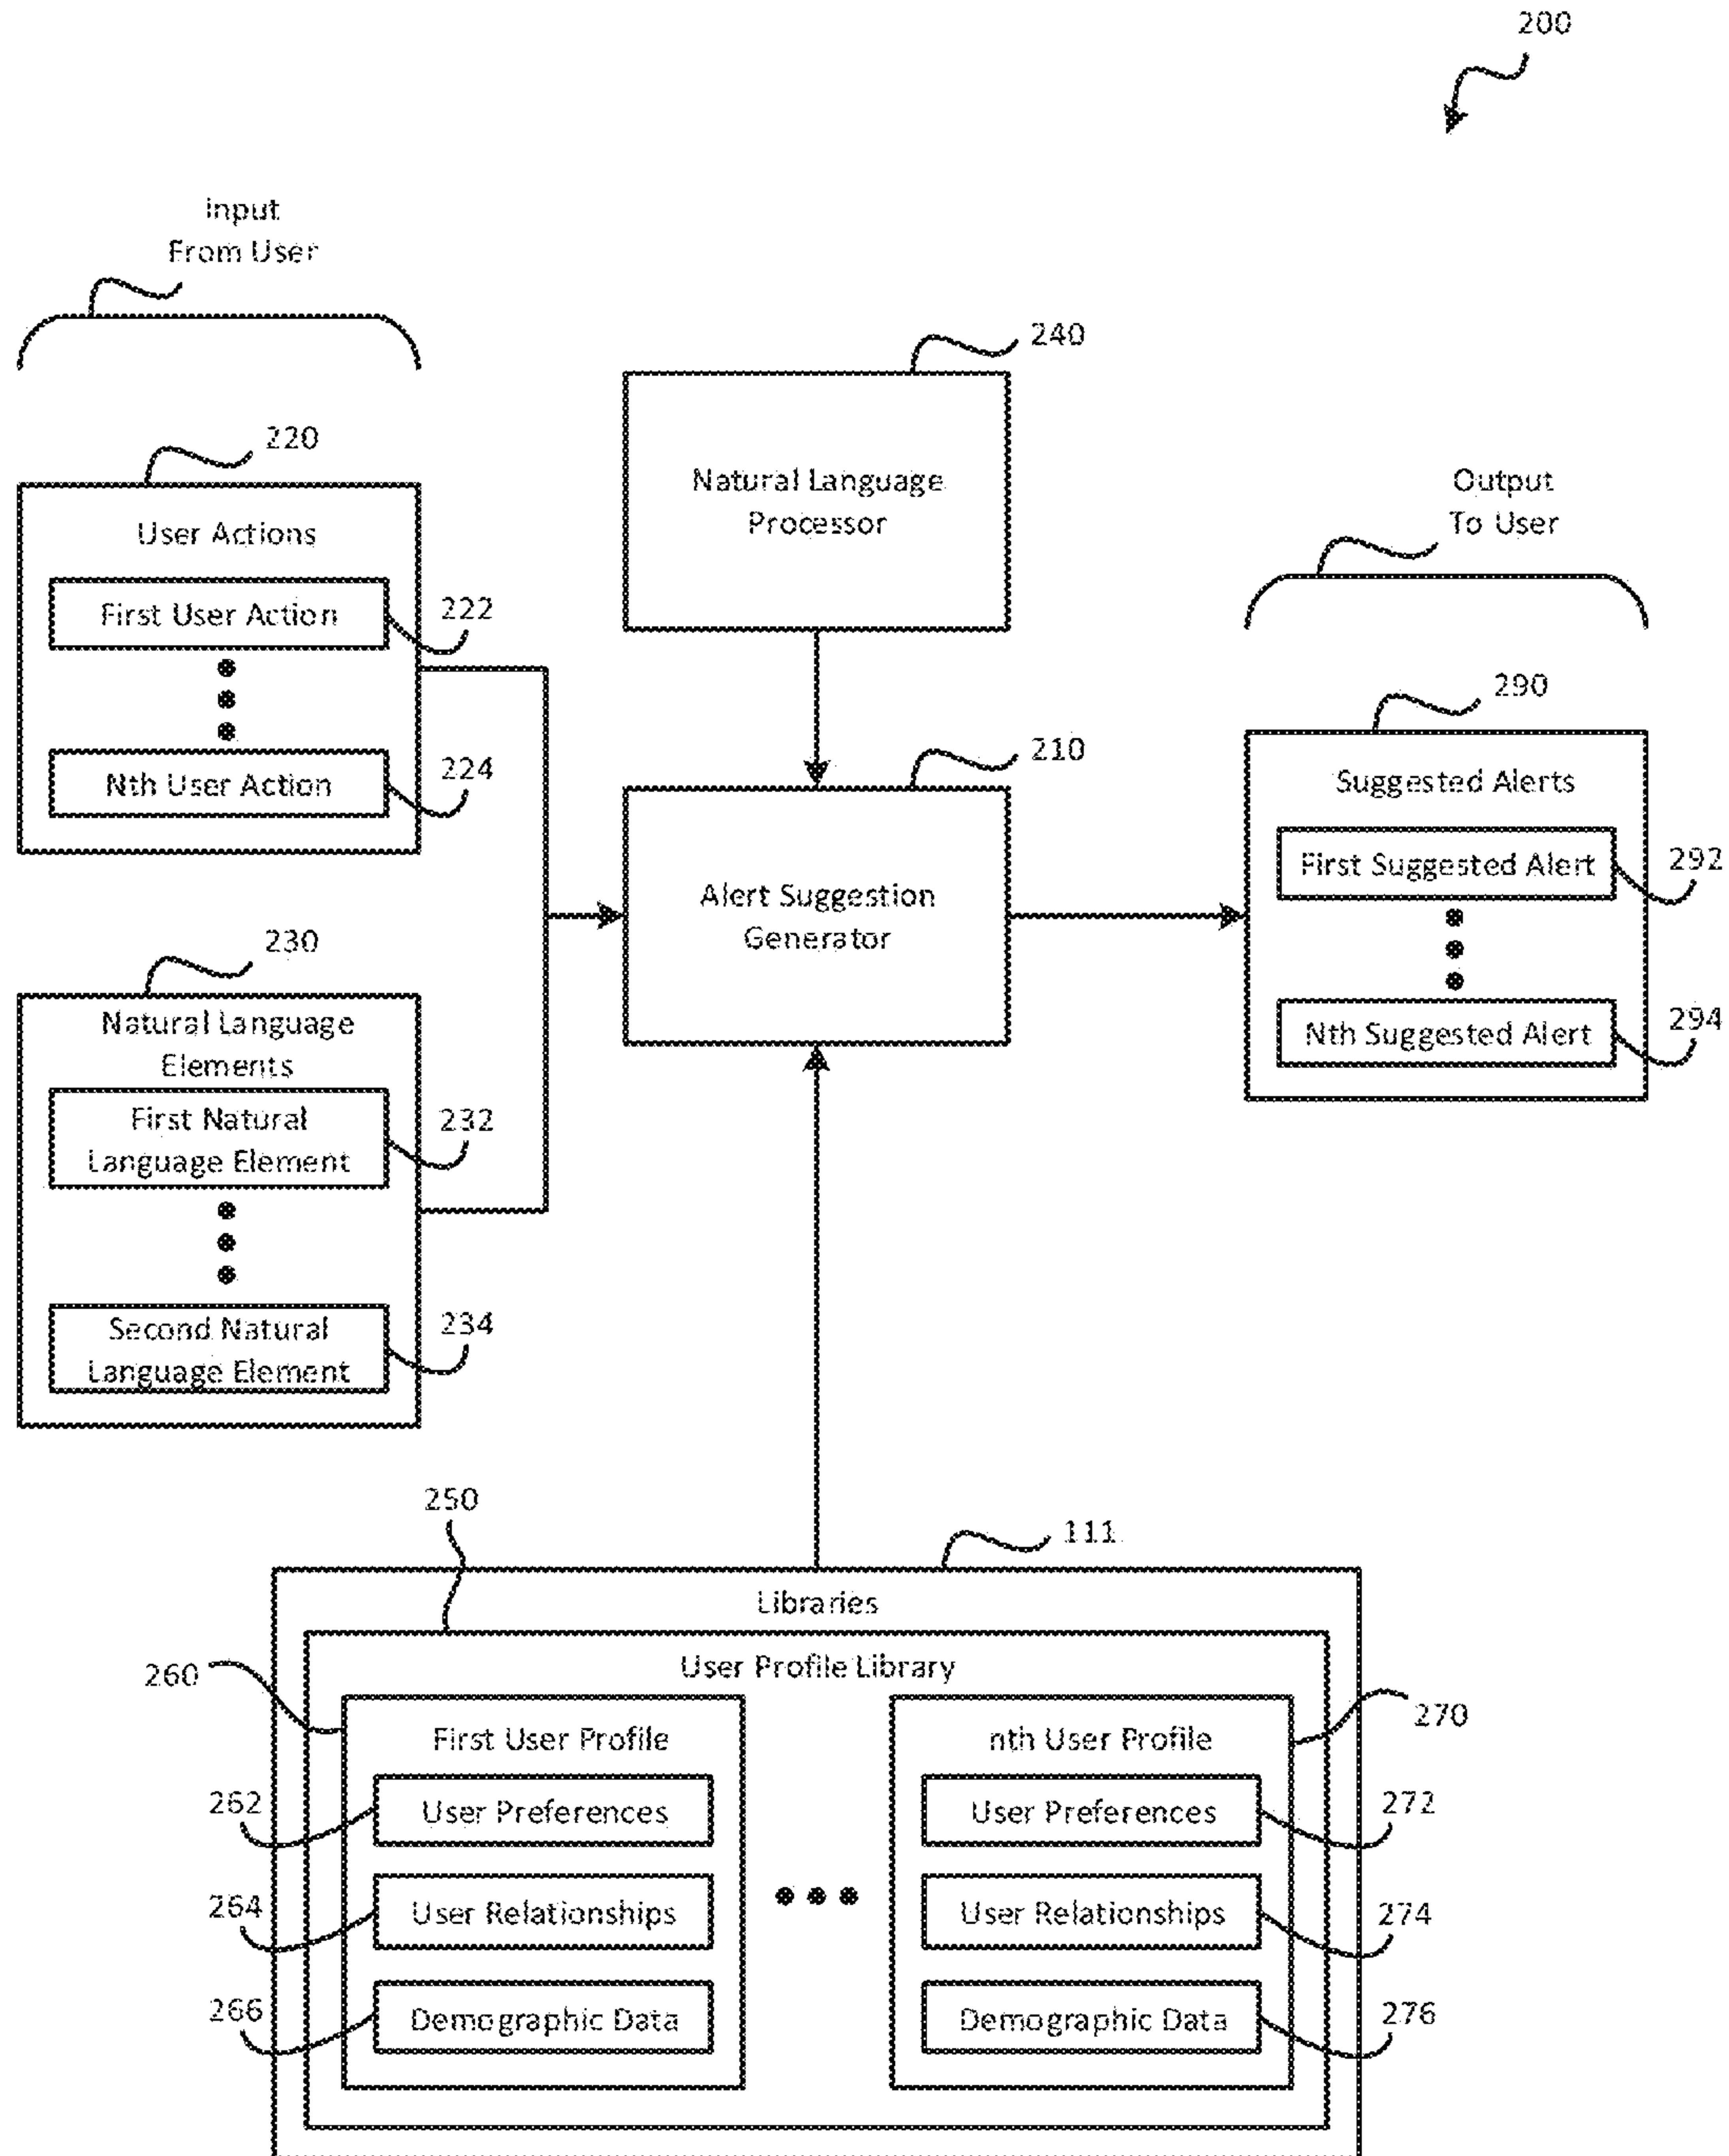 200
Input
From User
240
220
Natural Language
Processor
Output
To User
User Actions
First User Action
222
290
210
Nth User Action
224
Suggested Alerts
First Suggested Alert
292
Alert Suggestion
Generator
230
Natural Language
Elements
Nth Suggested Alert
294
First Natural
Language Element
232
Second Natural
Language Element
234
250
111
Libraries
User Profile Library
260
270
First User Profile
nth User Profile
262
User Preferences
User Preferences
272
264
User Relationships
User Relationships
274
266
Demographic Data
Demographic Data
276